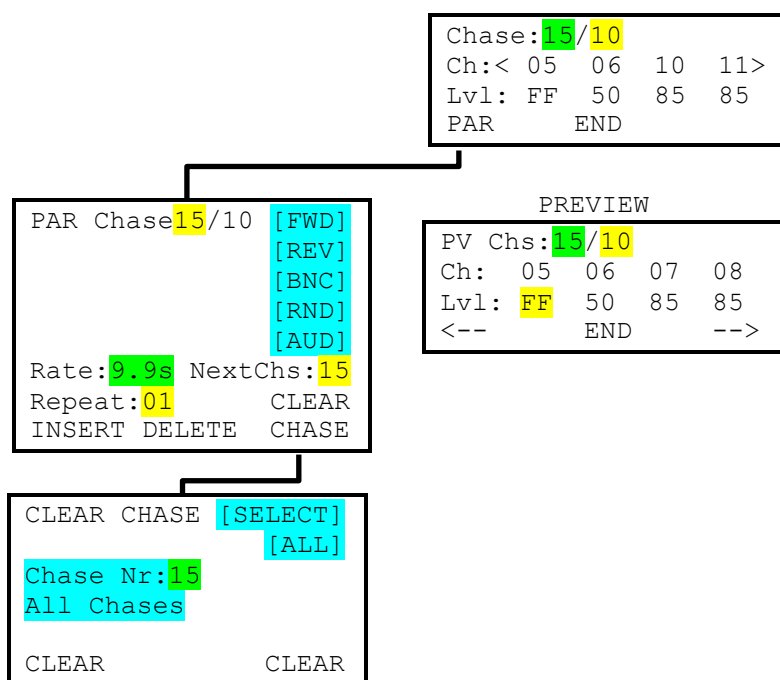 Chase:15/10
Ch:< 05 06 10 11>
Lvl: FF 50 85 85
PAR END
PAR Chase15/10 [FWD]
[REV]
[BNC]
[RND]
[AUD]
Rate:9.9s NextChs:15
Repeat:01 CLEAR
INSERT DELETE CHASE
PREVIEW
PV Chs:15/10
Ch: 05 06 07 08
Lvl: FF 50 85 85
<-- END -->
CLEAR CHASE [SELECT]
[ALL]
Chase Nr:15
All Chases
CLEAR CLEAR